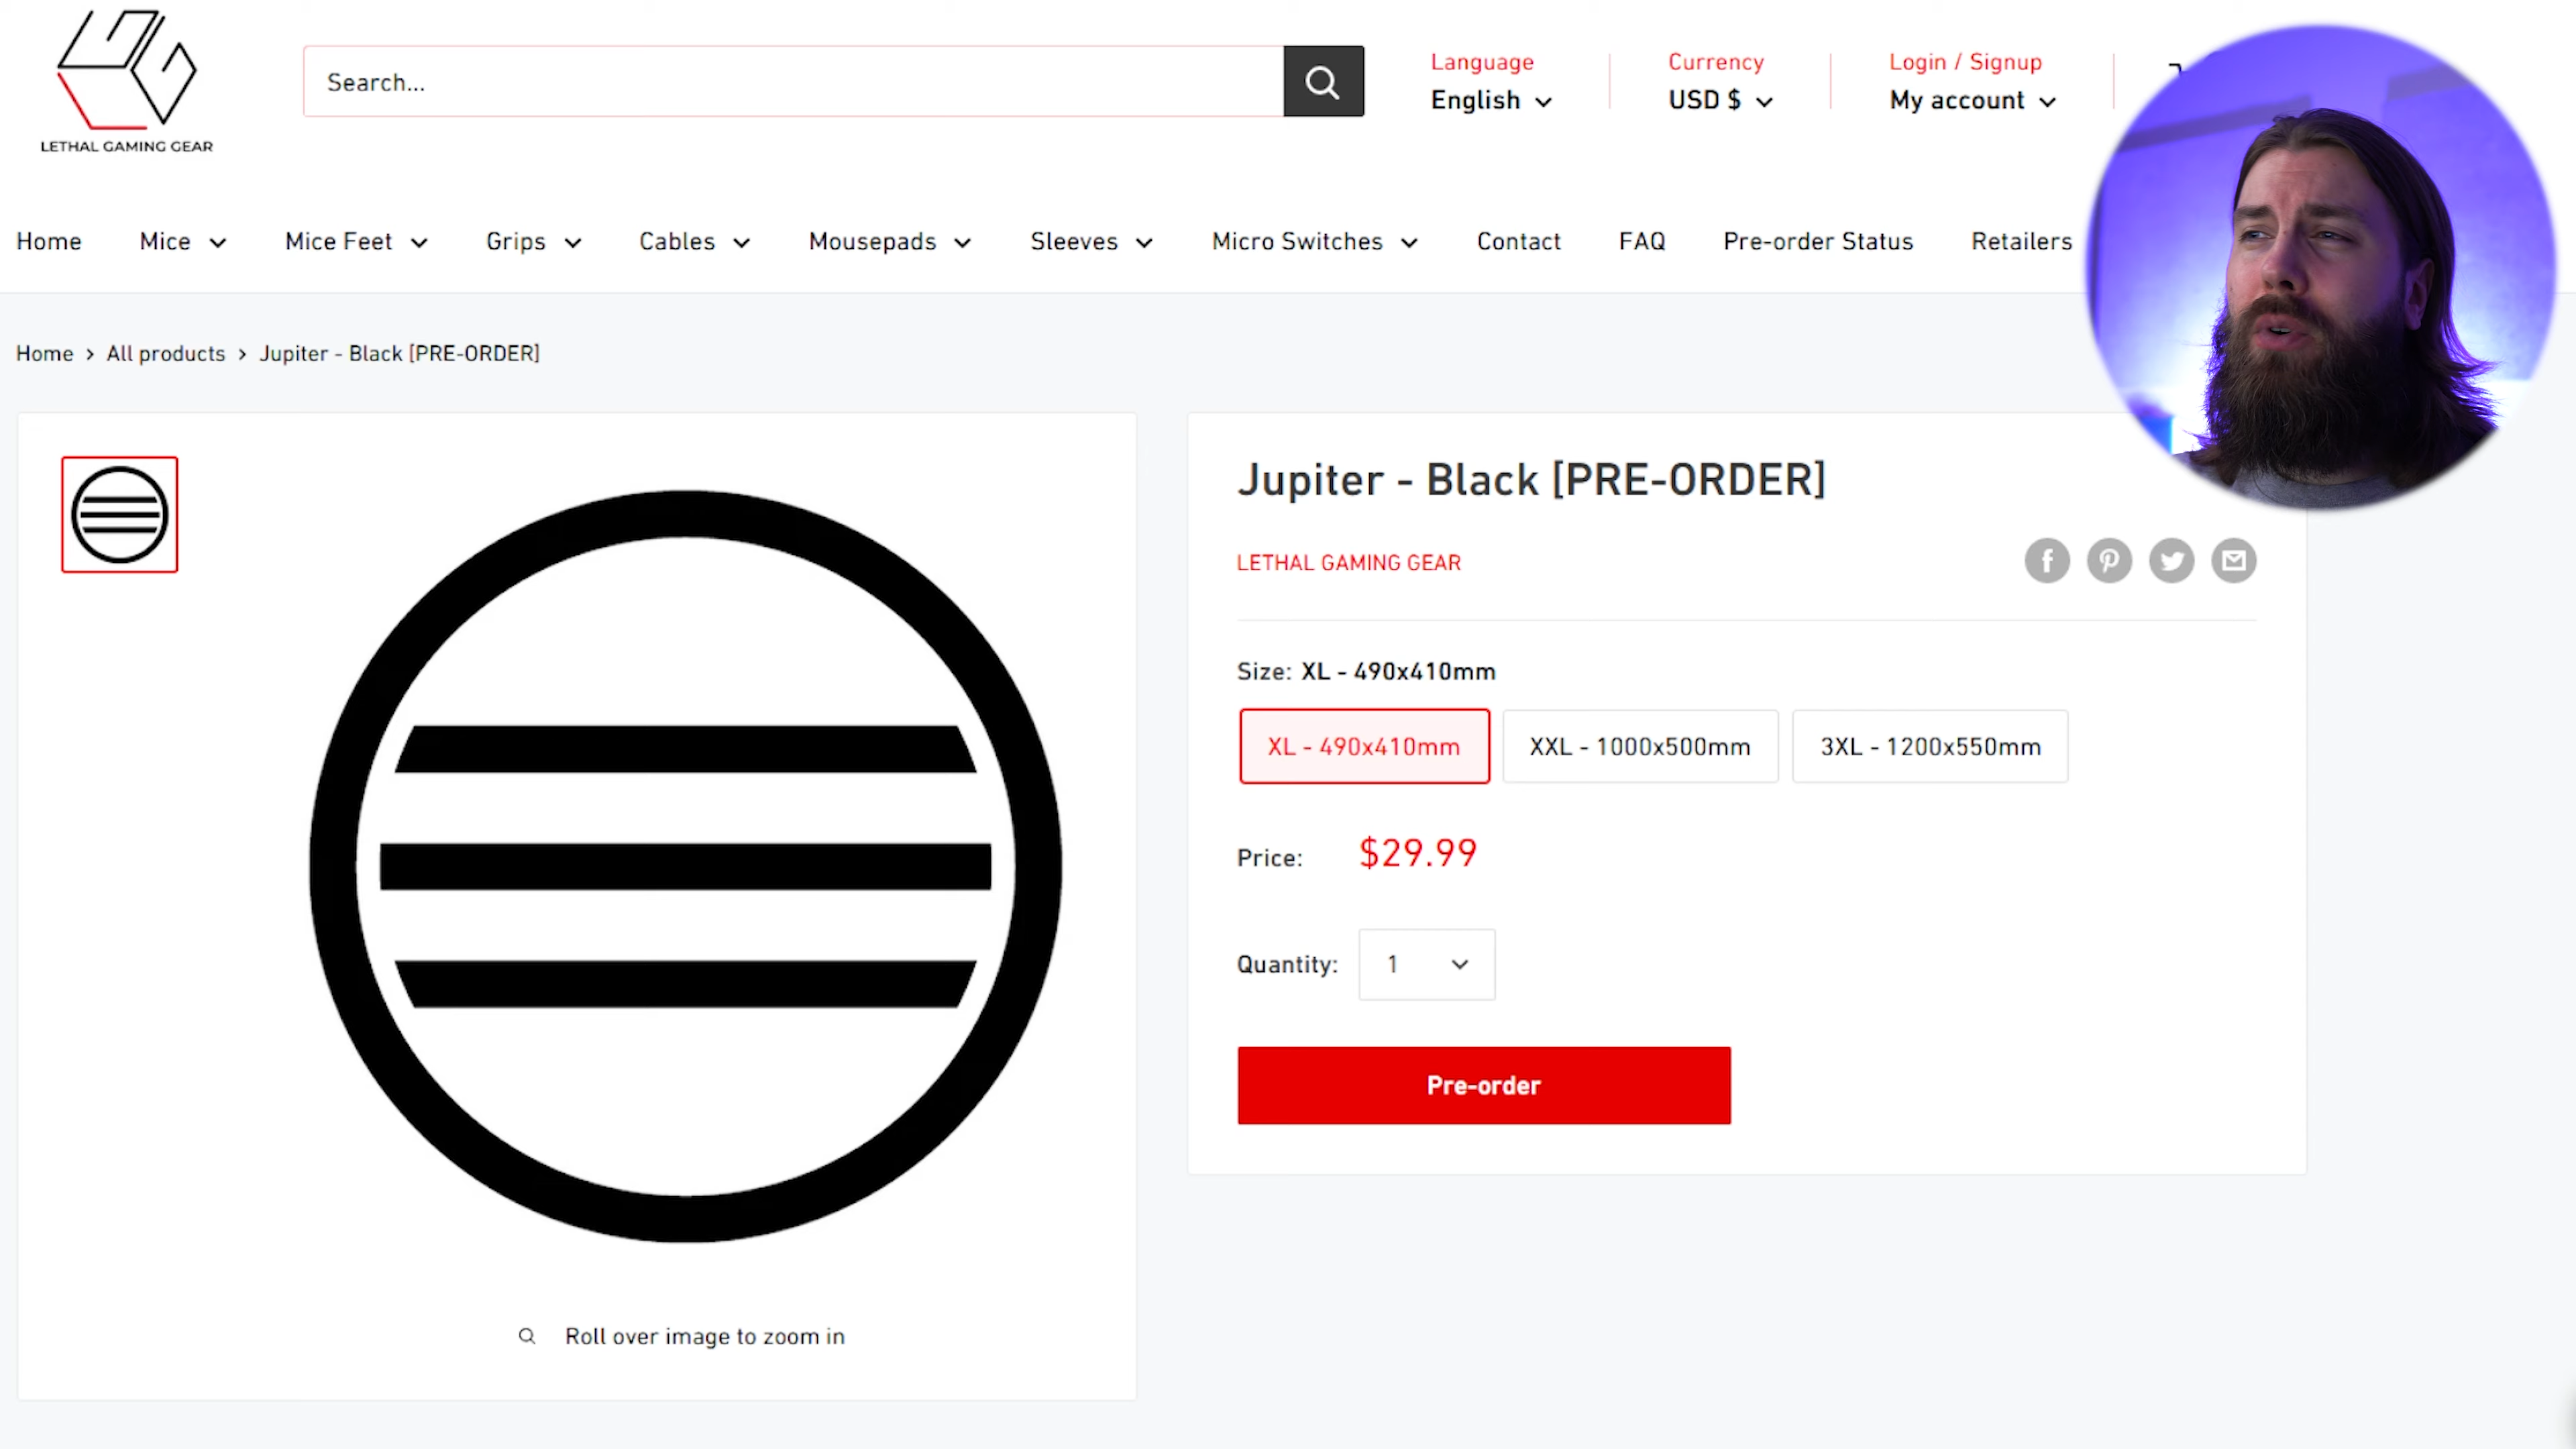 LETHAL GAMING GEAR
Search...
Language
English
Currency
USD $
Login / Signup
My account
Home Mice Mice Feet Grips Cables Mousepads Sleeves Micro Switches Contact FAQ Pre-order Status Retailers
Home > All products > Jupiter - Black [PRE-ORDER]
Roll over image to zoom in
Jupiter - Black [PRE-ORDER]
LETHAL GAMING GEAR
Size: XL - 490x410mm
XL - 490x410mm XXL - 1000x500mm 3XL - 1200x550mm
Price: $29.99
Quantity: 1
Pre-order